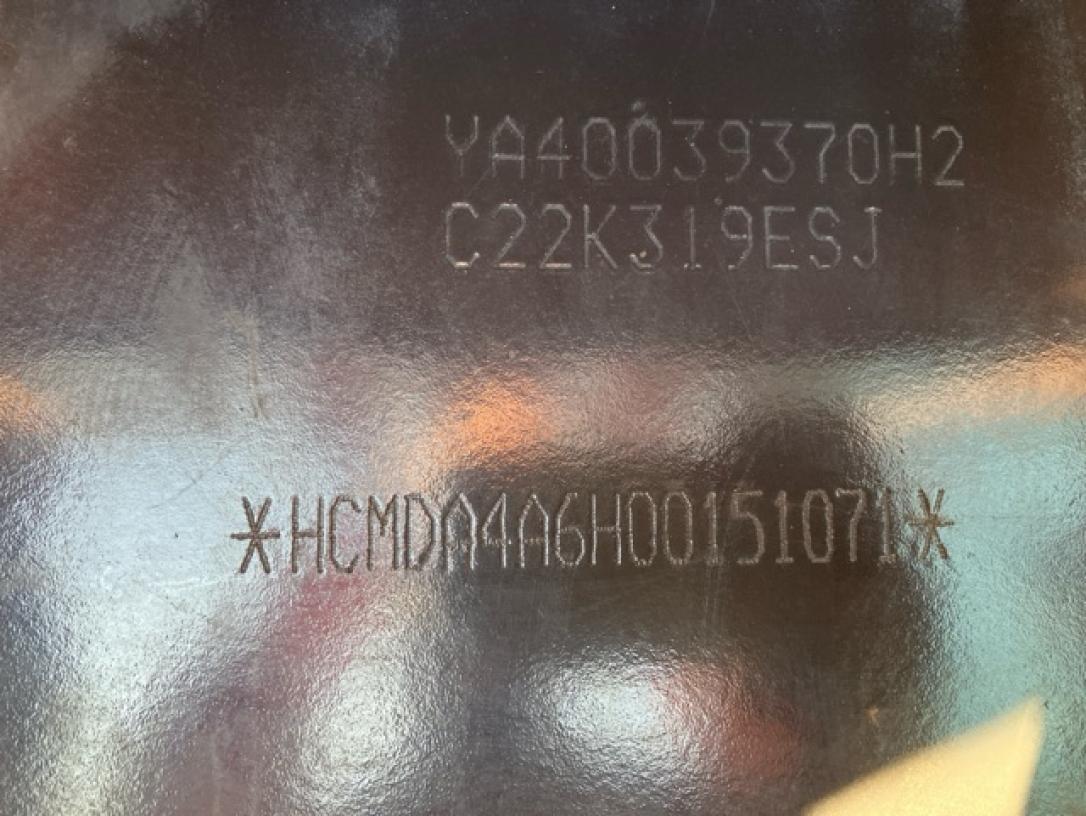 YA40039370H2
C22K319ESJ
*HCMDA4A6H00151071*